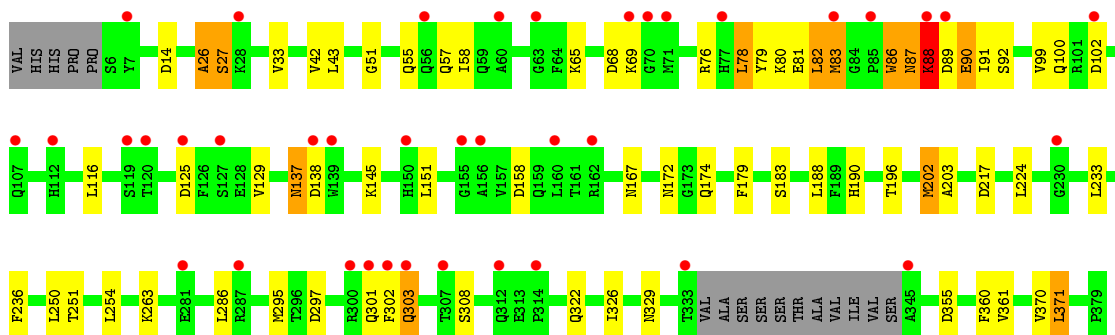 VAL HIS HIS PRO PRO S6 Y7 D14 A26 S27 K28 V33 V42 L43 G51 Q55 Q56 Q57 I58 Q59 A60 G63 F64 K65 D68 K69 G70 M71 R76 H77 L78 Y79 K80 E81 L82 M83 G84 P85 W86 N87 K88 D89 E90 I91 S92 V99 Q100 R101 D102
Q107 H112 L116 S119 T120 D125 F126 S127 E128 V129 N137 D138 W139 K145 H150 L151 G155 A156 V157 D158 Q159 L160 T161 R162 N167 N172 G173 Q174 F179 S183 L188 F189 H190 T196 M202 A203 D217 L224 G230 L233
F236 L250 T251 L254 K263 E281 L286 R287 M295 T296 D297 R300 Q301 F302 Q303 T307 S308 Q312 E313 P314 Q322 I326 N329 T333 VAL ALA SER SER SER THR ALA VAL ILE VAL SER A345 D355 F360 V361 V370 L371 P379